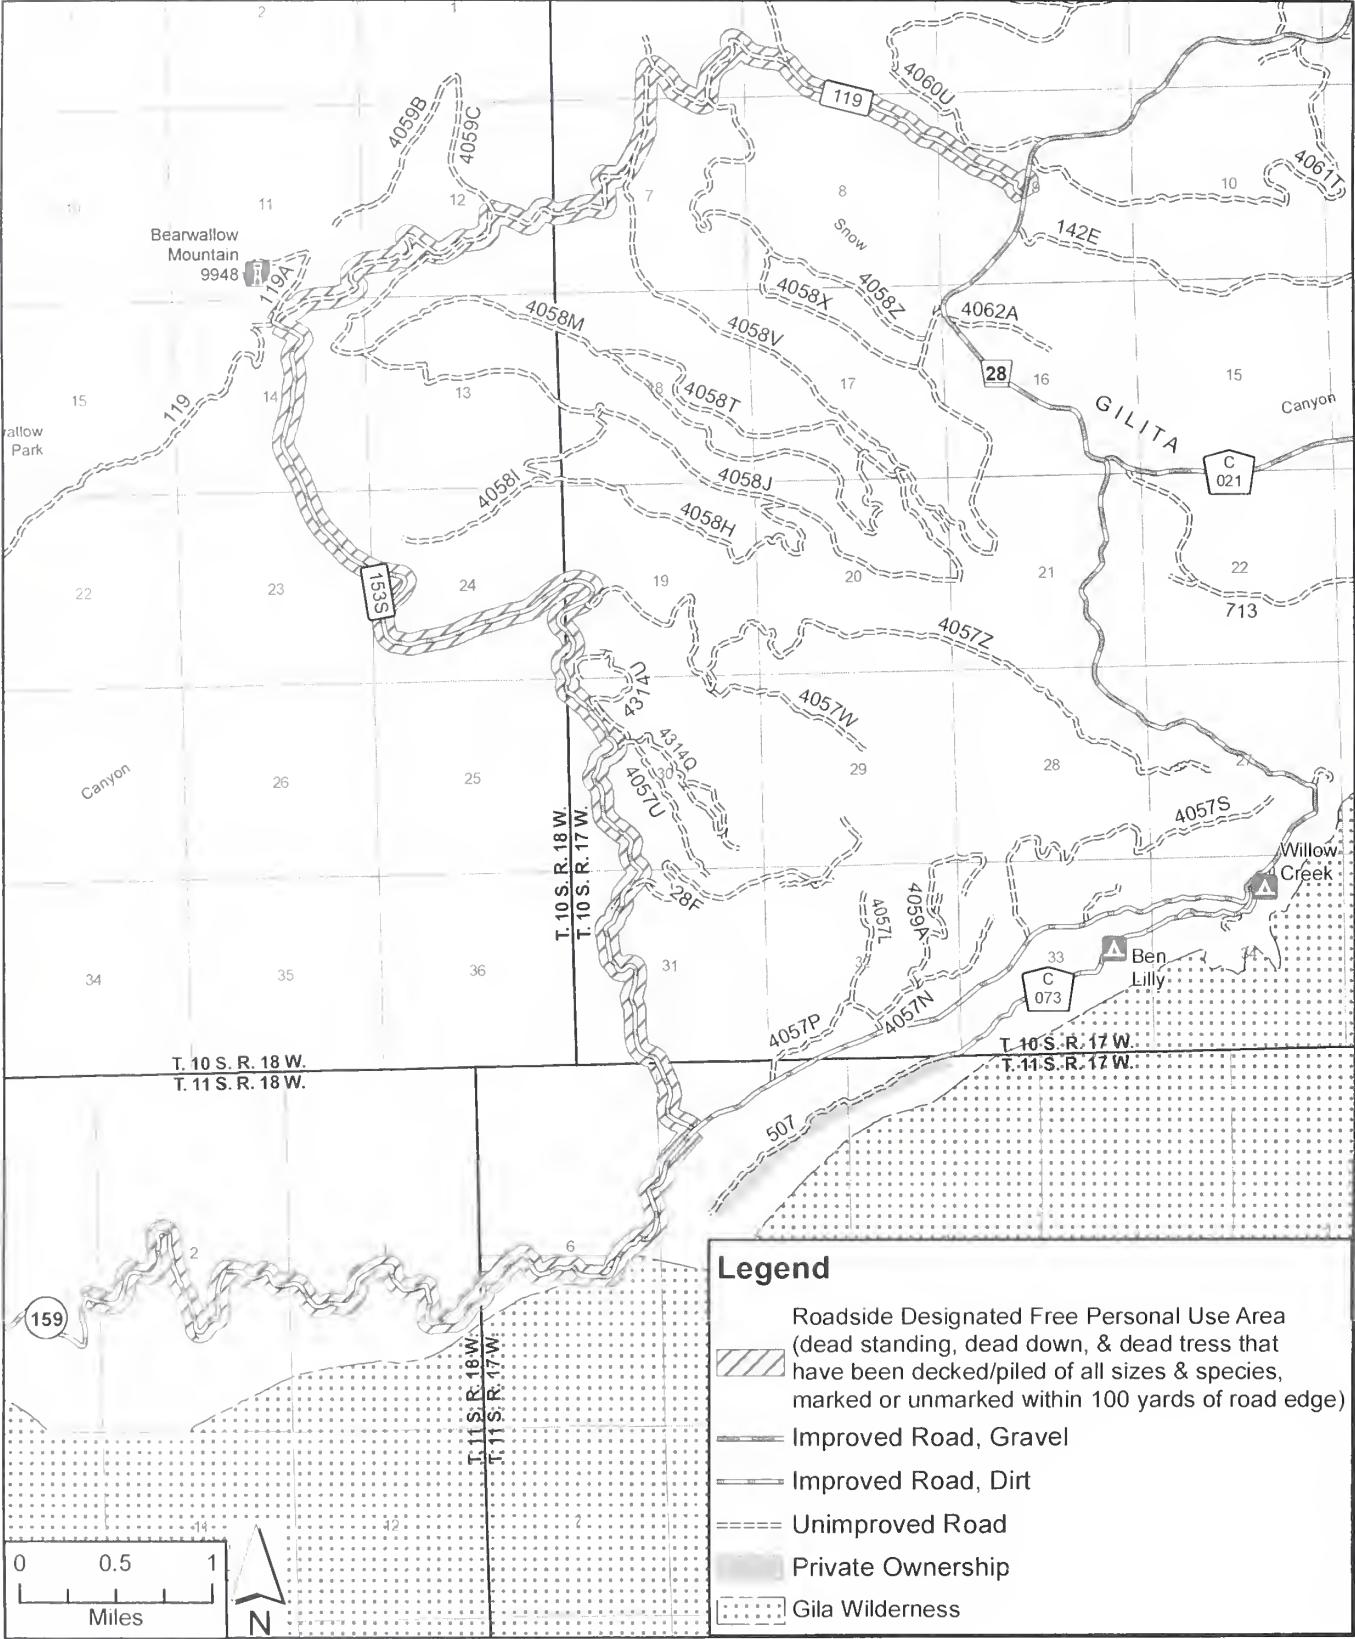 2
1
4059B
4059C
119
4060U
4061T
10
11
12
7
8
9
10
Bearwallow
Mountain
9948
119A
Snow
142E
4058X
4058Z
4062A
4058M
4058V
28
15
14
13
18
17
16
15
119
4058T
GILITA
Canyon
Park
4058I
4058J
4058H
C
021
22
23
153S
24
19
20
21
22
713
4057Z
4314U
4057W
4314Q
Canyon
26
25
30
4057U
29
28
27
4057S
T. 10 S. R. 18 W.
T. 10 S. R. 17 W.
Willow
Creek
28F
4057L
4059A
34
35
36
31
33
34
Ben
Lilly
C
073
4057P
4057N
T. 10 S. R. 18 W.
T. 11 S. R. 18 W.
T. 10 S. R. 17 W.
T. 11 S. R. 17 W.
507
2
1
6
159
T. 11 S. R. 18 W.
T. 11 S. R. 17 W.
11
12
7
Legend
Roadside Designated Free Personal Use Area
(dead standing, dead down, & dead tress that
have been decked/piled of all sizes & species,
marked or unmarked within 100 yards of road edge)
Improved Road, Gravel
Improved Road, Dirt
Unimproved Road
Private Ownership
Gila Wilderness
0 0.5 1
Miles
N